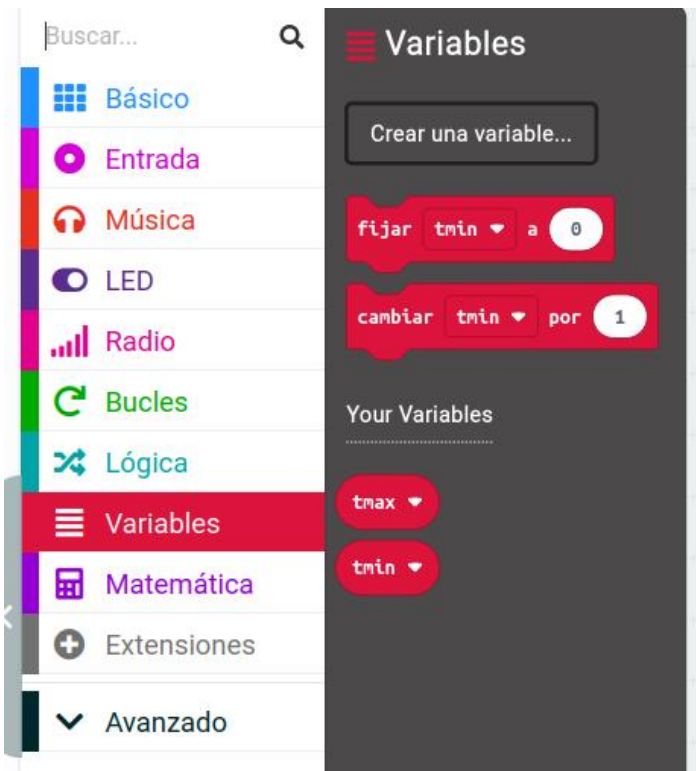 Buscar...
Básico
Entrada
Música
LED
Radio
Bucles
Lógica
Variables
Matemática
Extensiones
Avanzado
Variables
Crear una variable...
fijar tmin a 0
cambiar tmin por 1
Your Variables
tmax
tmin